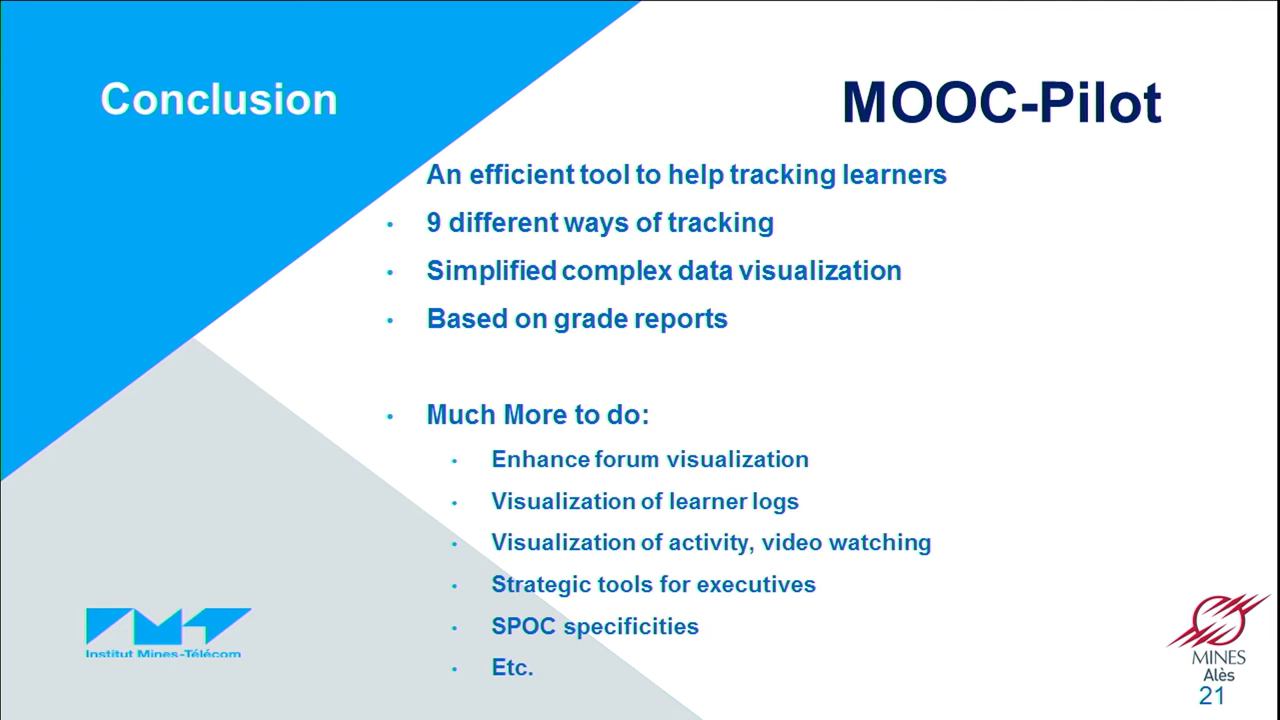 Conclusion
MOOC-Pilot
An efficient tool to help tracking learners
• 9 different ways of tracking
• Simplified complex data visualization
• Based on grade reports
• Much More to do:
• Enhance forum visualization
• Visualization of learner logs
• Visualization of activity, video watching
• Strategic tools for executives
• SPOC specificities
• Etc.
Institut Mines-Télécom
MINES
Alès
21